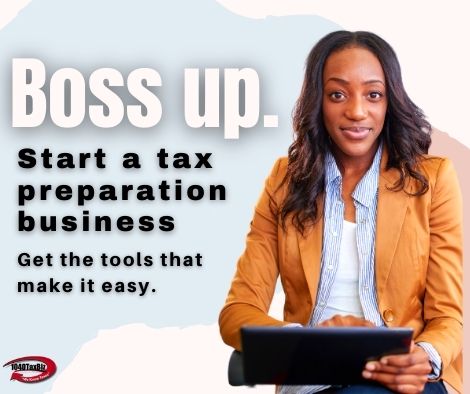 Boss up.
Start a tax
preparation
business
Get the tools that
make it easy.
1040TaxBiz